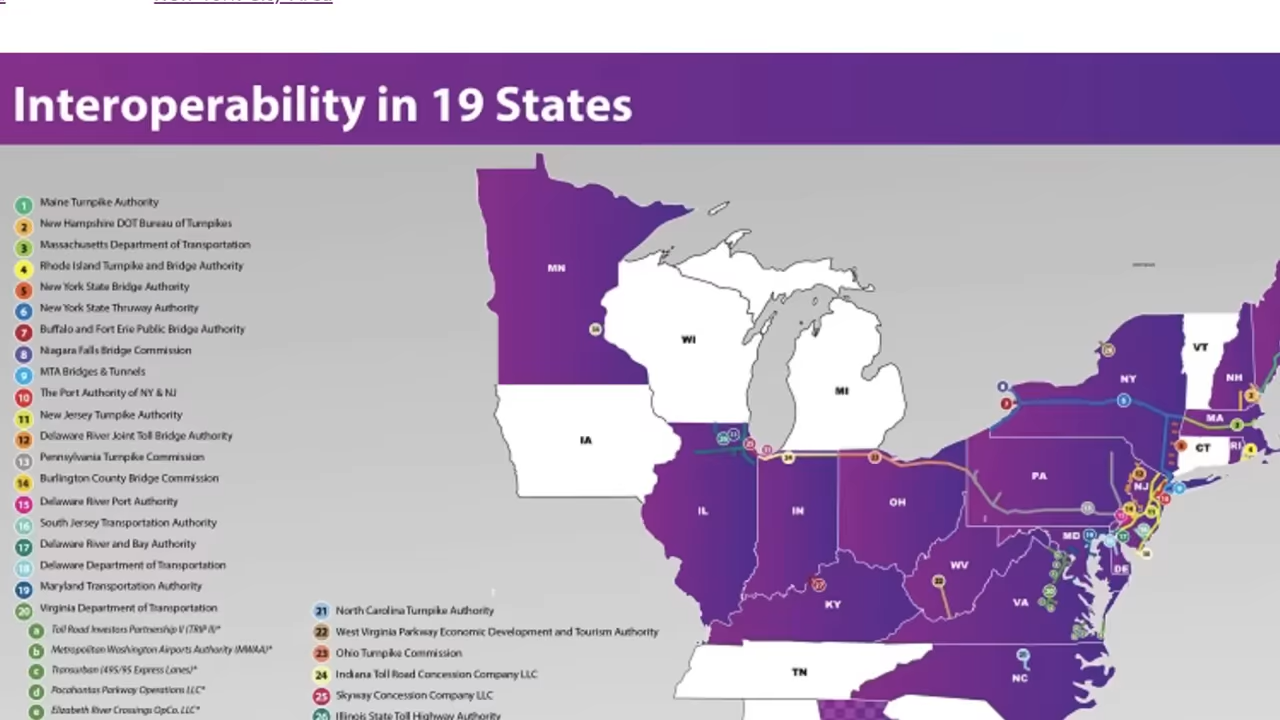 New York City Area
Interoperability in 19 States
1 Maine Turnpike Authority
2 New Hampshire DOT Bureau of Turnpikes
3 Massachusetts Department of Transportation
4 Rhode Island Turnpike and Bridge Authority
5 New York State Bridge Authority
6 New York State Thruway Authority
7 Buffalo and Fort Erie Public Bridge Authority
8 Niagara Falls Bridge Commission
9 MTA Bridges & Tunnels
10 The Port Authority of NY & NJ
11 New Jersey Turnpike Authority
12 Delaware River Joint Toll Bridge Authority
13 Pennsylvania Turnpike Commission
14 Burlington County Bridge Commission
15 Delaware River Port Authority
16 South Jersey Transportation Authority
17 Delaware River and Bay Authority
18 Delaware Department of Transportation
19 Maryland Transportation Authority
20 Virginia Department of Transportation
a Toll Road Investors Partnership II (TRIP II)*
b Metropolitan Washington Airports Authority (MWAA)*
c Transurban (495/95 Express Lanes)*
d Pocahontas Parkway Operations LLC*
e Elizabeth River Crossings OpCo. LLC*
21 North Carolina Turnpike Authority
22 West Virginia Parkway Economic Development and Tourism Authority
23 Ohio Turnpike Commission
24 Indiana Toll Road Concession Company LLC
25 Skyway Concession Company LLC
26 Illinois State Toll Highway Authority
MN
WI
MI
IA
IL
IN
OH
KY
WV
VA
TN
NC
PA
NY
VT
NH
MA
CT
RI
NJ
MD
DE